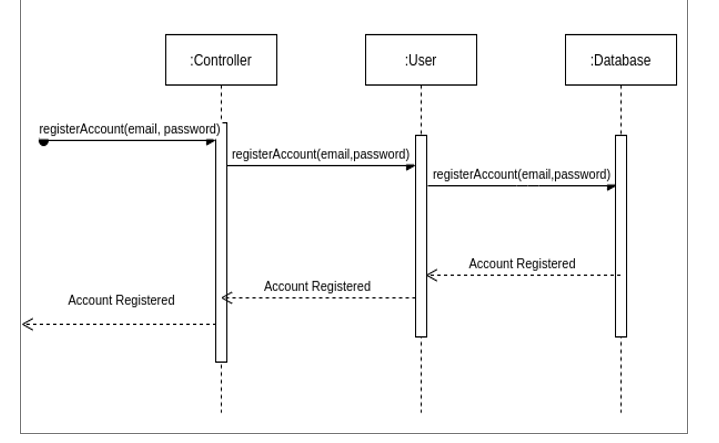 :Controller
:User
:Database
registerAccount(email, password)
registerAccount(email,password)
registerAccount(email,password)
Account Registered
Account Registered
Account Registered